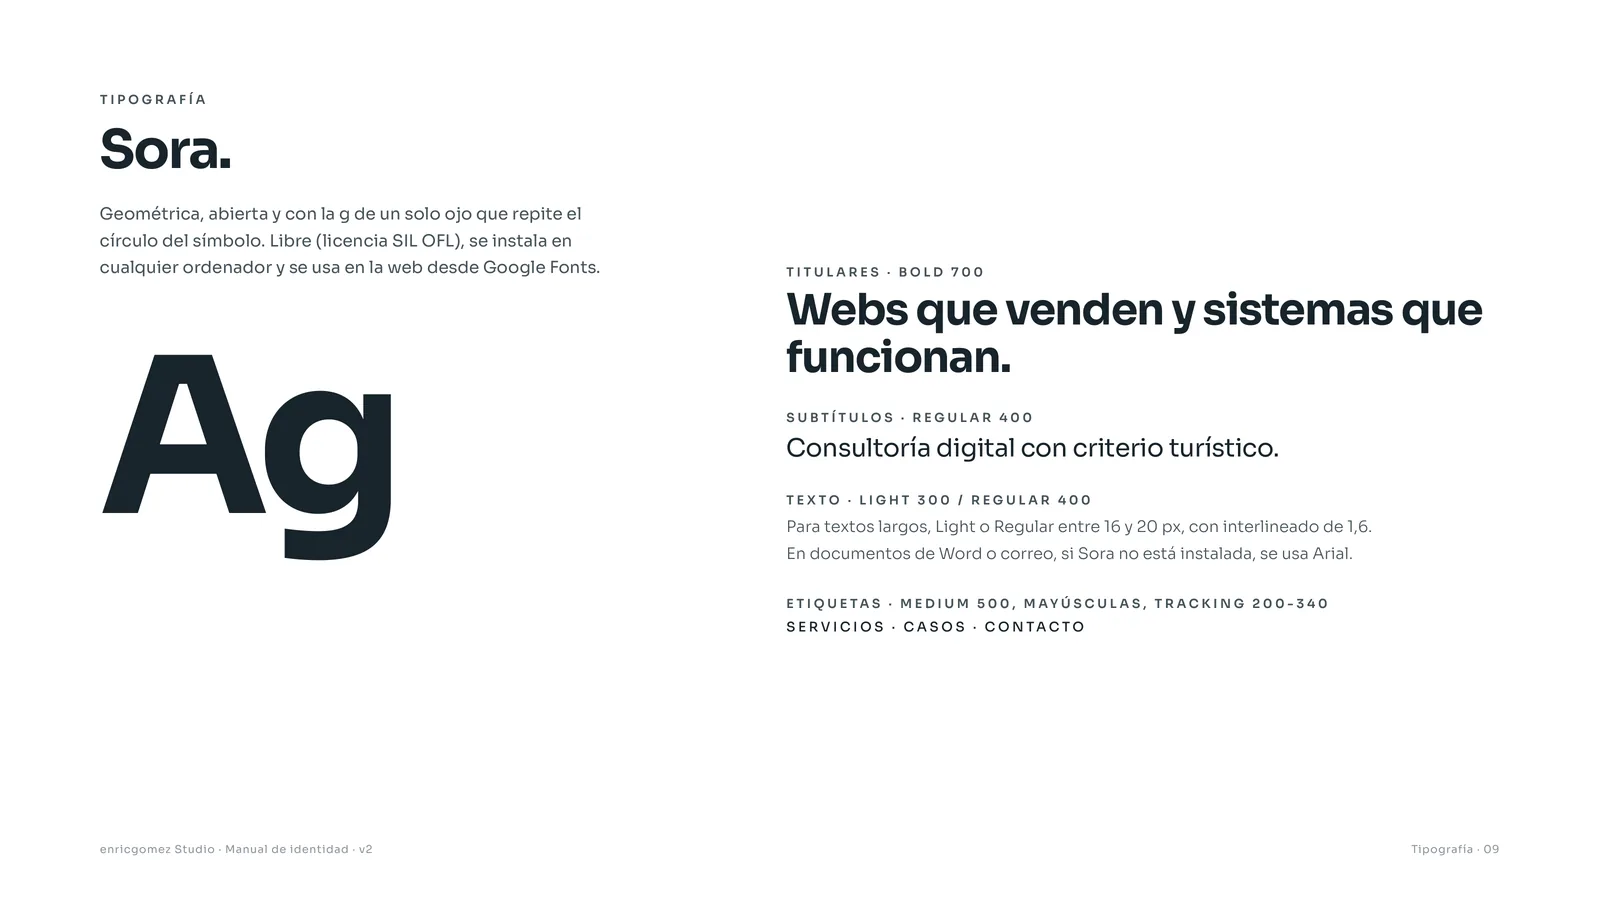 TIPOGRAFÍA
Sora.
Geométrica, abierta y con la g de un solo ojo que repite el
círculo del símbolo. Libre (licencia SIL OFL), se instala en
cualquier ordenador y se usa en la web desde Google Fonts.
Ag
TITULARES · BOLD 700
Webs que venden y sistemas que
funcionan.
SUBTÍTULOS · REGULAR 400
Consultoría digital con criterio turístico.
TEXTO · LIGHT 300 / REGULAR 400
Para textos largos, Light o Regular entre 16 y 20 px, con interlineado de 1,6.
En documentos de Word o correo, si Sora no está instalada, se usa Arial.
ETIQUETAS · MEDIUM 500, MAYÚSCULAS, TRACKING 200-340
SERVICIOS · CASOS · CONTACTO
enricgomez Studio · Manual de identidad · v2
Tipografía · 09